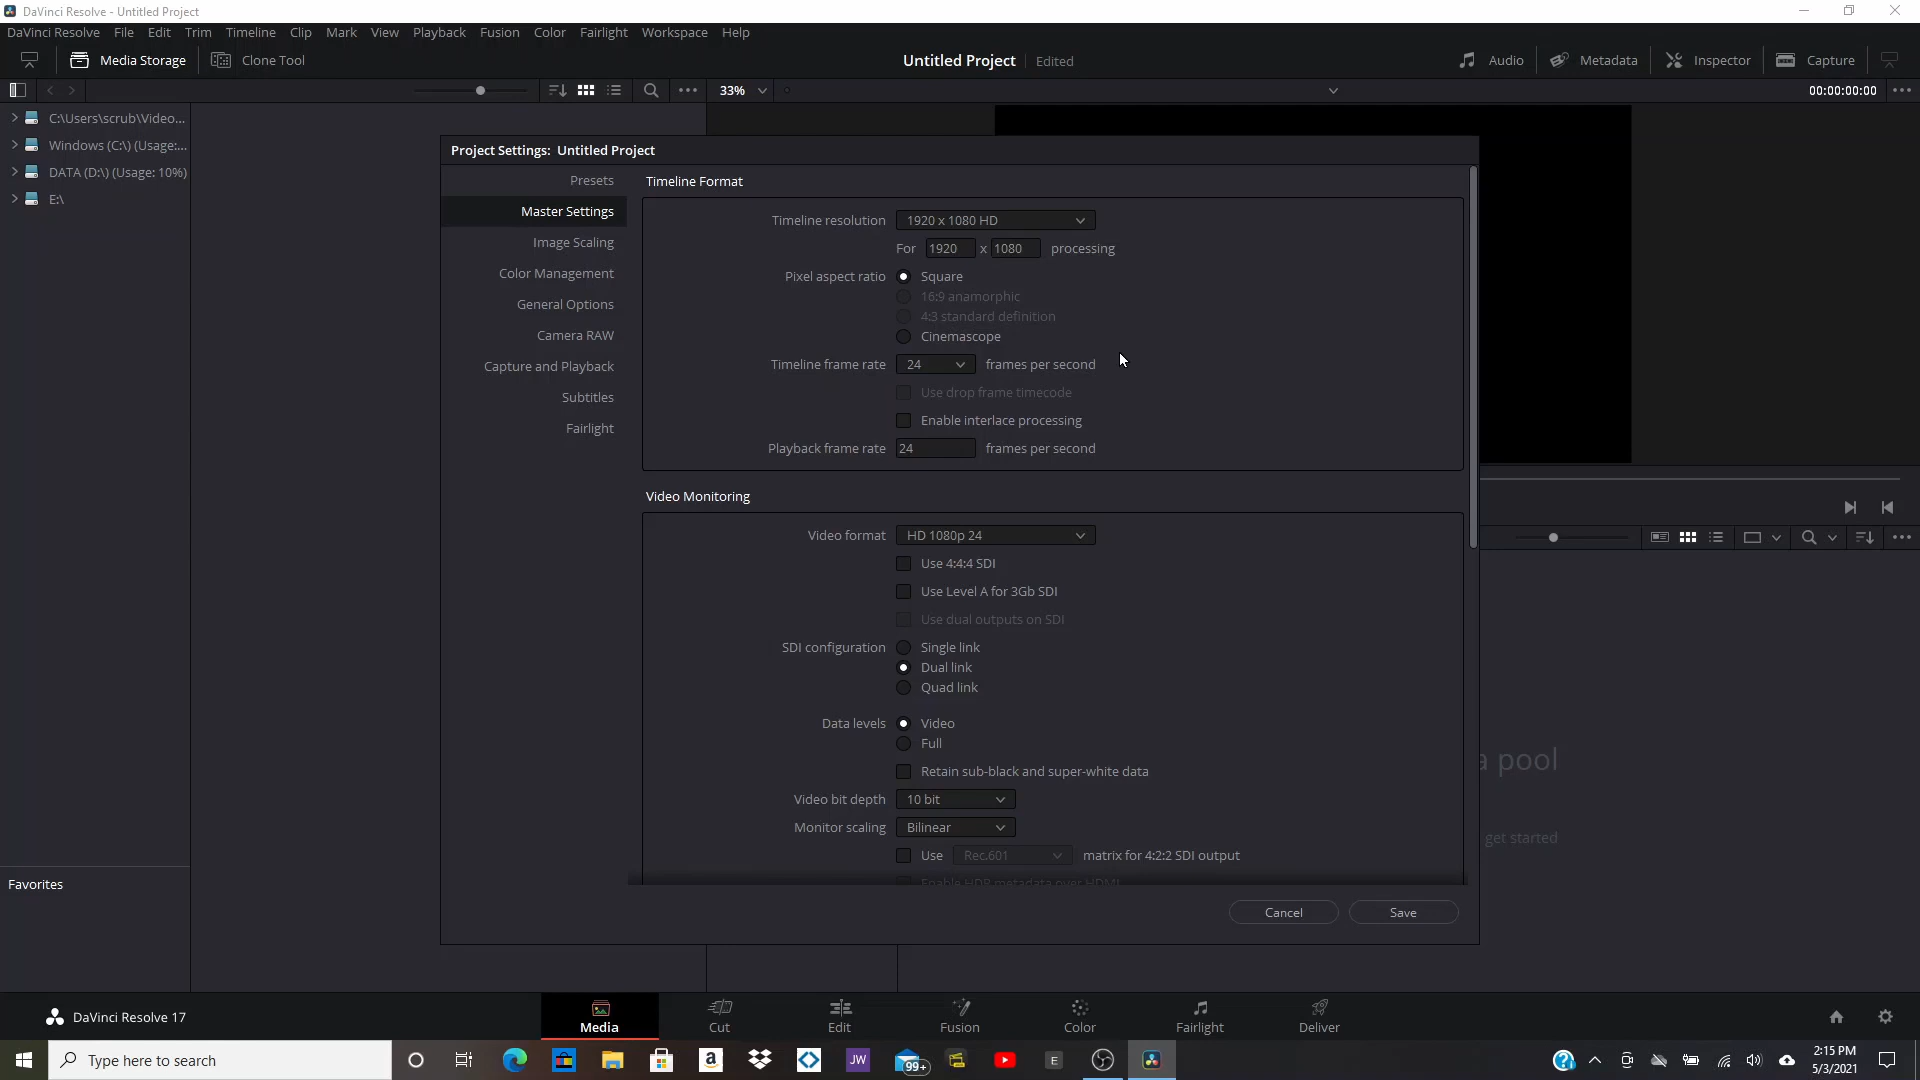 DaVinci Resolve - Untitled Project
DaVinci Resolve File Edit Trim Timeline Clip Mark View Playback Fusion Color Fairlight Workspace Help
Media Storage Clone Tool Untitled Project Edited Audio Metadata Inspector Capture
33% 00:00:00:00
C:\Users\scrub\Video...
Windows (C:\) (Usage:...
DATA (D:\) (Usage: 10%)
E:\
Favorites
Project Settings: Untitled Project
Presets
Master Settings
Image Scaling
Color Management
General Options
Camera RAW
Capture and Playback
Subtitles
Fairlight
Timeline Format
Timeline resolution 1920 x 1080 HD
For 1920 x 1080 processing
Pixel aspect ratio Square
16:9 anamorphic
4:3 standard definition
Cinemascope
Timeline frame rate 24 frames per second
Use drop frame timecode
Enable interlace processing
Playback frame rate 24 frames per second
Video Monitoring
Video format HD 1080p 24
Use 4:4:4 SDI
Use Level A for 3Gb SDI
Use dual outputs on SDI
SDI configuration Single link
Dual link
Quad link
Data levels Video
Full
Retain sub-black and super-white data
Video bit depth 10 bit
Monitor scaling Bilinear
Use Rec.601 matrix for 4:2:2 SDI output
Enable HDR metadata over HDMI
Cancel Save
a pool
get started
DaVinci Resolve 17 Media Cut Edit Fusion Color Fairlight Deliver
Type here to search
JW
99+
E
2:15 PM
5/3/2021